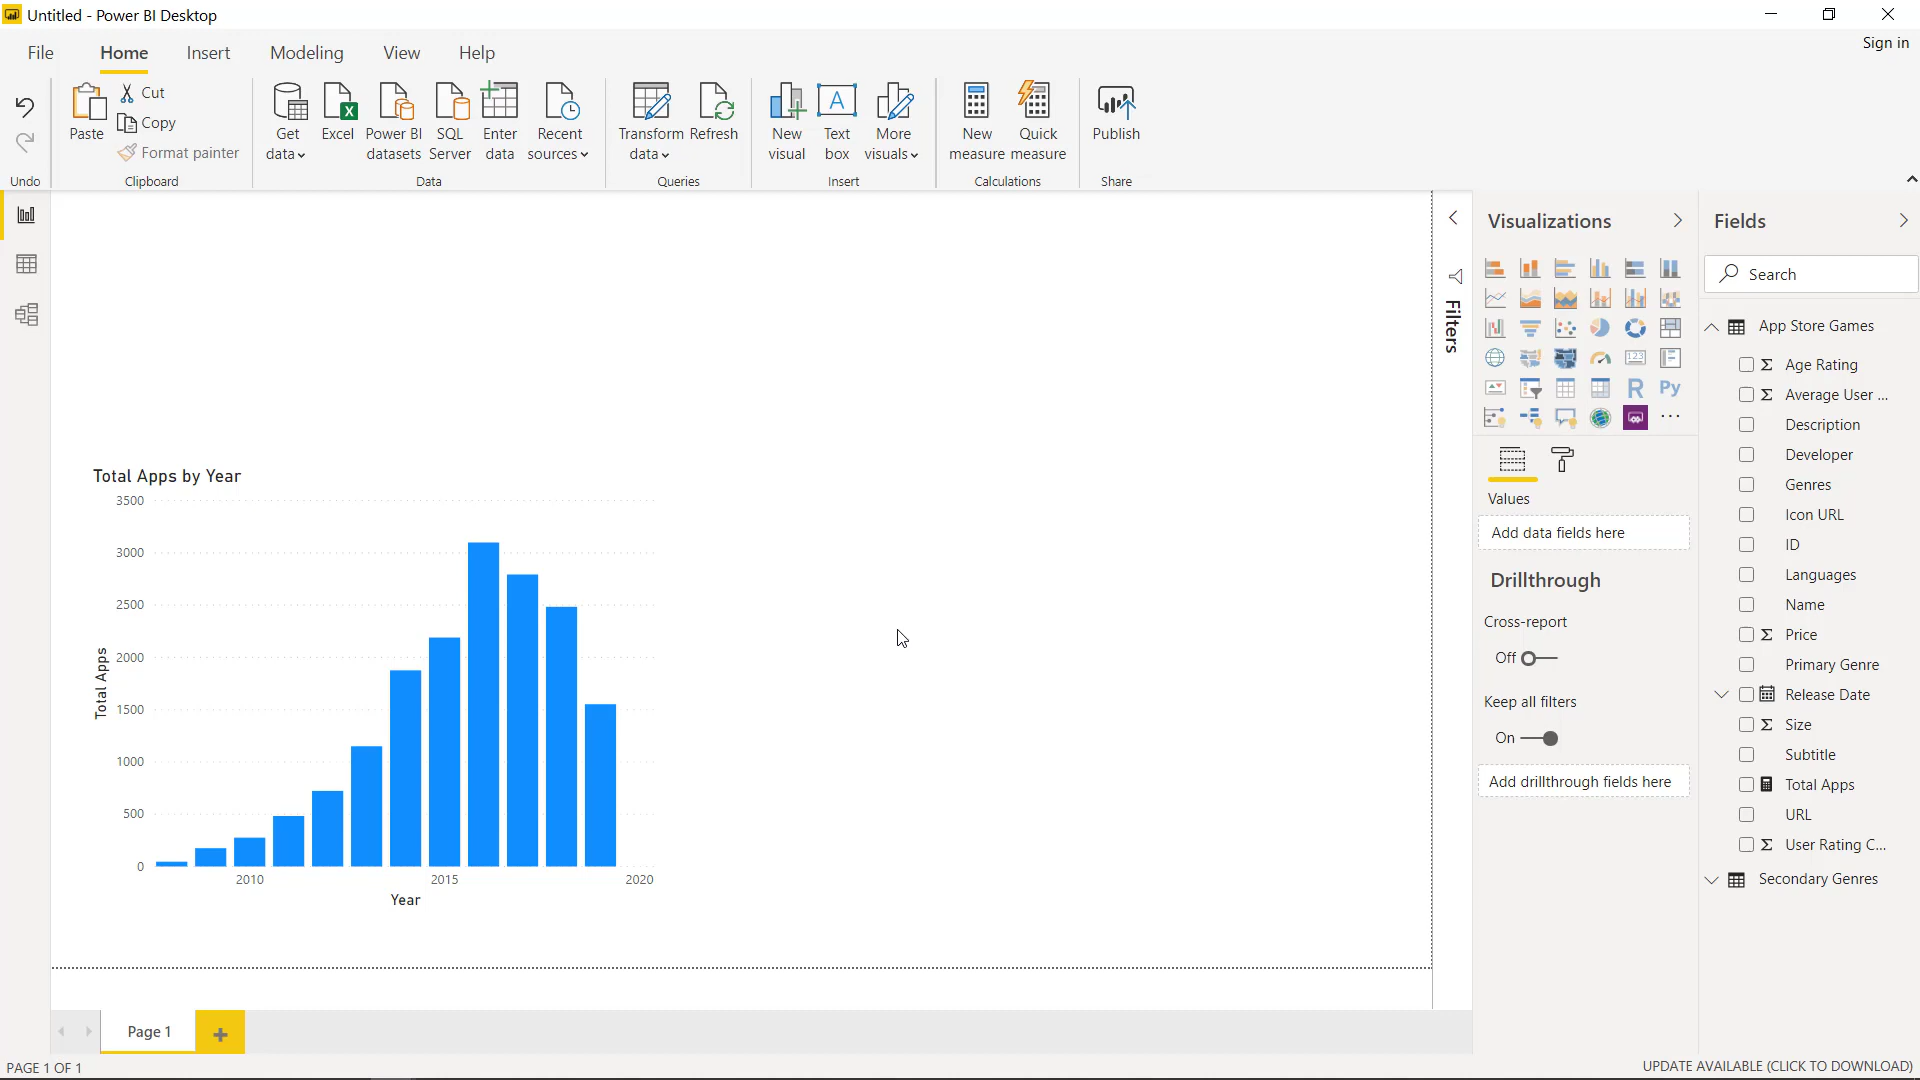 Untitled - Power BI Desktop
File Home Insert Modeling View Help
Sign in
Paste
Cut
Copy
Format painter
Get data
Excel
Power BI datasets
SQL Server
Enter data
Recent sources
Transform data
Refresh
New visual
Text box
More visuals
New measure
Quick measure
Publish
Undo
Clipboard
Data
Queries
Insert
Calculations
Share
Total Apps by Year
3500
3000
2500
2000
1500
1000
500
0
Total Apps
2010 2015 2020
Year
Filters
Visualizations
123
R
Py
Values
Add data fields here
Drillthrough
Cross-report
Off
Keep all filters
On
Add drillthrough fields here
Fields
Search
App Store Games
Σ Age Rating
Σ Average User ...
Description
Developer
Genres
Icon URL
ID
Languages
Name
Σ Price
Primary Genre
Release Date
Σ Size
Subtitle
Total Apps
URL
Σ User Rating C...
Secondary Genres
Page 1
PAGE 1 OF 1
UPDATE AVAILABLE (CLICK TO DOWNLOAD)